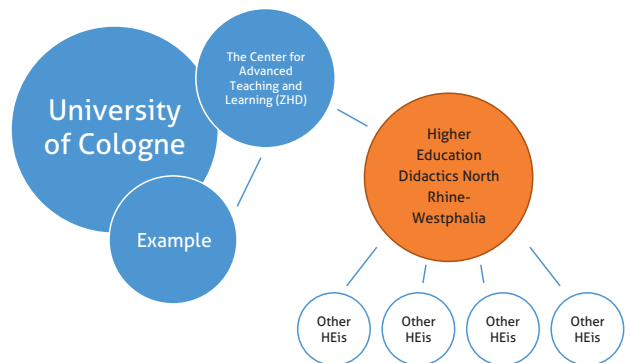 The Center for
Advanced
Teaching and
Learning (ZHD)
University
of Cologne
Example
Higher
Education
Didactics North
Rhine-
Westphalia
Other
HEis
Other
HEis
Other
HEis
Other
HEis